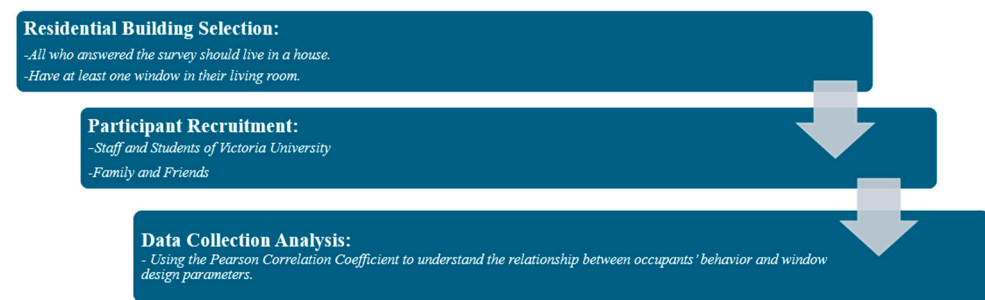 Residential Building Selection:
-All who answered the survey should live in a house.
-Have at least one window in their living room.
Participant Recruitment:
-Staff and Students of Victoria University
-Family and Friends
Data Collection Analysis:
- Using the Pearson Correlation Coefficient to understand the relationship between occupants' behavior and window
design parameters.